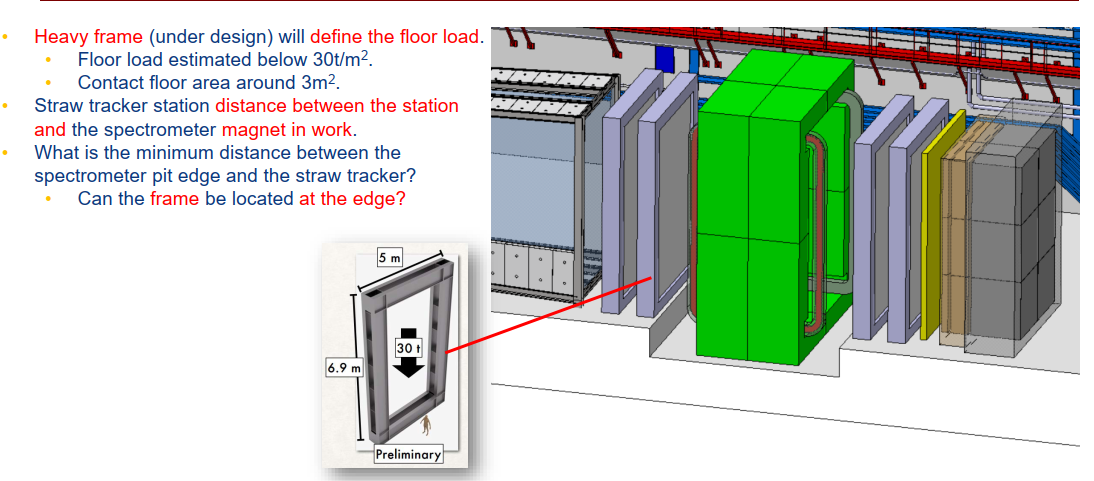 • Heavy frame (under design) will define the floor load.
• Floor load estimated below 30t/m².
• Contact floor area around 3m².
• Straw tracker station distance between the station
and the spectrometer magnet in work.
• What is the minimum distance between the
spectrometer pit edge and the straw tracker?
• Can the frame be located at the edge?
5 m
30 t
6.9 m
Preliminary